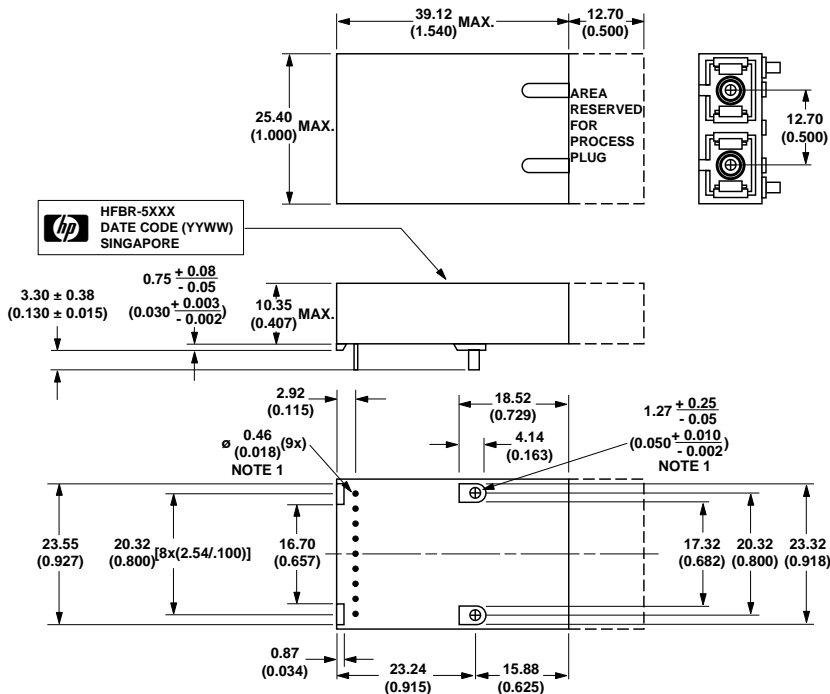 39.12
(1.540)
MAX.
12.70
(0.500)
25.40
(1.000)
MAX.
AREA
RESERVED
FOR
PROCESS
PLUG
12.70
(0.500)
hp
HFBR-5XXX
DATE CODE (YYWW)
SINGAPORE
3.30 ± 0.38
(0.130 ± 0.015)
0.75 + 0.08
- 0.05
(0.030 + 0.003
- 0.002)
10.35
(0.407)
MAX.
2.92
(0.115)
18.52
(0.729)
1.27 + 0.25
- 0.05
(0.050 + 0.010
- 0.002)
NOTE 1
ø 0.46
(0.018) (9x)
NOTE 1
4.14
(0.163)
23.55
(0.927)
20.32
(0.800)
[8x(2.54/.100)]
16.70
(0.657)
17.32
(0.682)
20.32
(0.800)
23.32
(0.918)
0.87
(0.034)
23.24
(0.915)
15.88
(0.625)